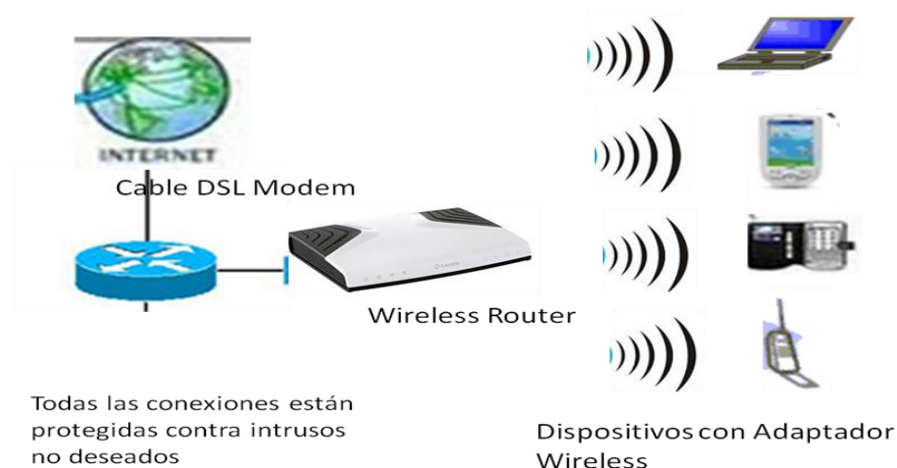 INTERNET
Cable DSL Modem
Wireless Router
Todas las conexiones están
protegidas contra intrusos
no deseados
Dispositivos con Adaptador
Wireless